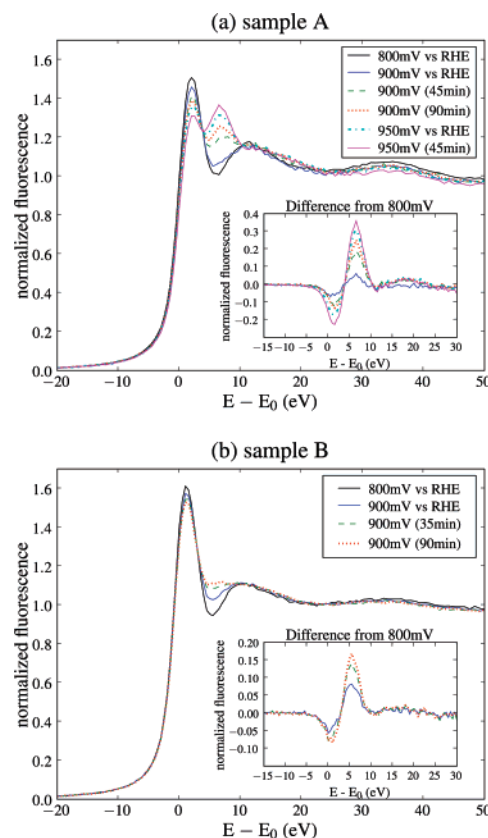 (a) sample A
normalized fluorescence
1.6
1.4
1.2
1.0
0.8
0.6
0.4
0.2
0.0
800mV vs RHE
900mV vs RHE
900mV (45min)
900mV (90min)
950mV vs RHE
950mV (45min)
Difference from 800mV
normalized fluorescence
0.4
0.3
0.2
0.1
0.0
−0.1
−0.2
−15 −10 −5 0 5 10 15 20 25 30
E - E0 (eV)
−20 −10 0 10 20 30 40 50
E − E0 (eV)
(b) sample B
normalized fluorescence
1.6
1.4
1.2
1.0
0.8
0.6
0.4
0.2
0.0
800mV vs RHE
900mV vs RHE
900mV (35min)
900mV (90min)
Difference from 800mV
normalized fluorescence
0.20
0.15
0.10
0.05
0.00
−0.05
−0.10
−15 −10 −5 0 5 10 15 20 25 30
E - E0 (eV)
−20 −10 0 10 20 30 40 50
E − E0 (eV)